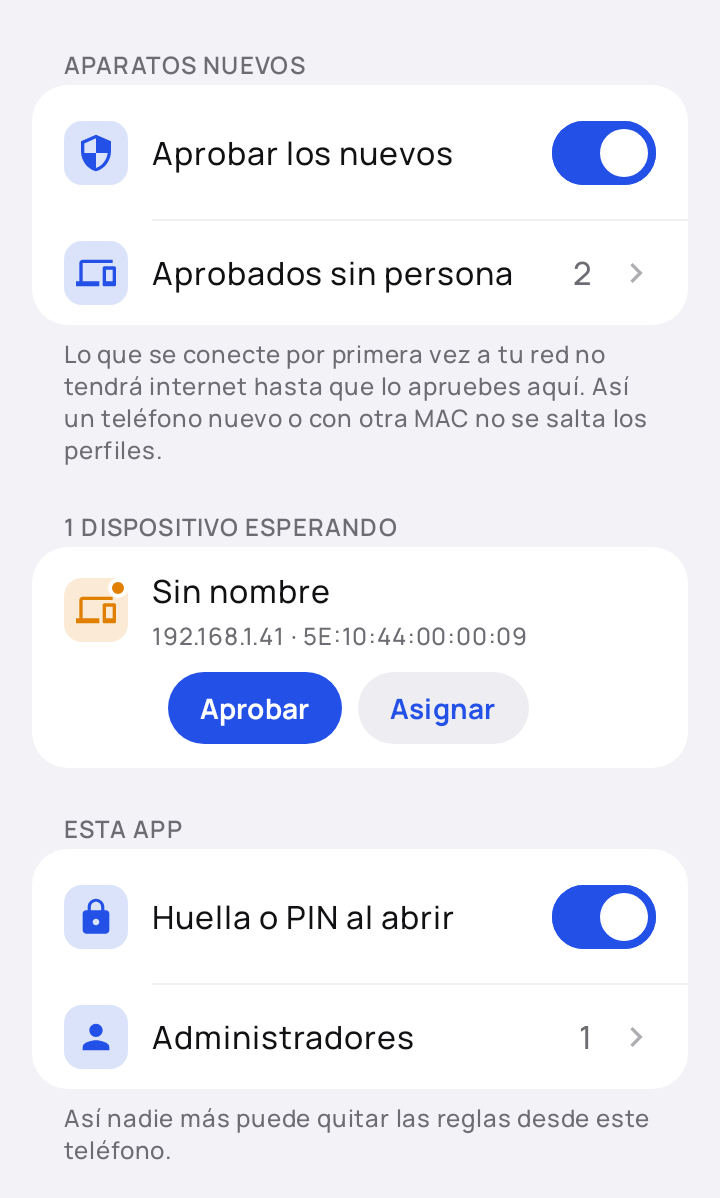 APARATOS NUEVOS
Aprobar los nuevos
Aprobados sin persona 2
Lo que se conecte por primera vez a tu red no
tendrá internet hasta que lo apruebes aquí. Así
un teléfono nuevo o con otra MAC no se salta los
perfiles.
1 DISPOSITIVO ESPERANDO
Sin nombre
192.168.1.41 · 5E:10:44:00:00:09
Aprobar Asignar
ESTA APP
Huella o PIN al abrir
Administradores 1
Así nadie más puede quitar las reglas desde este
teléfono.